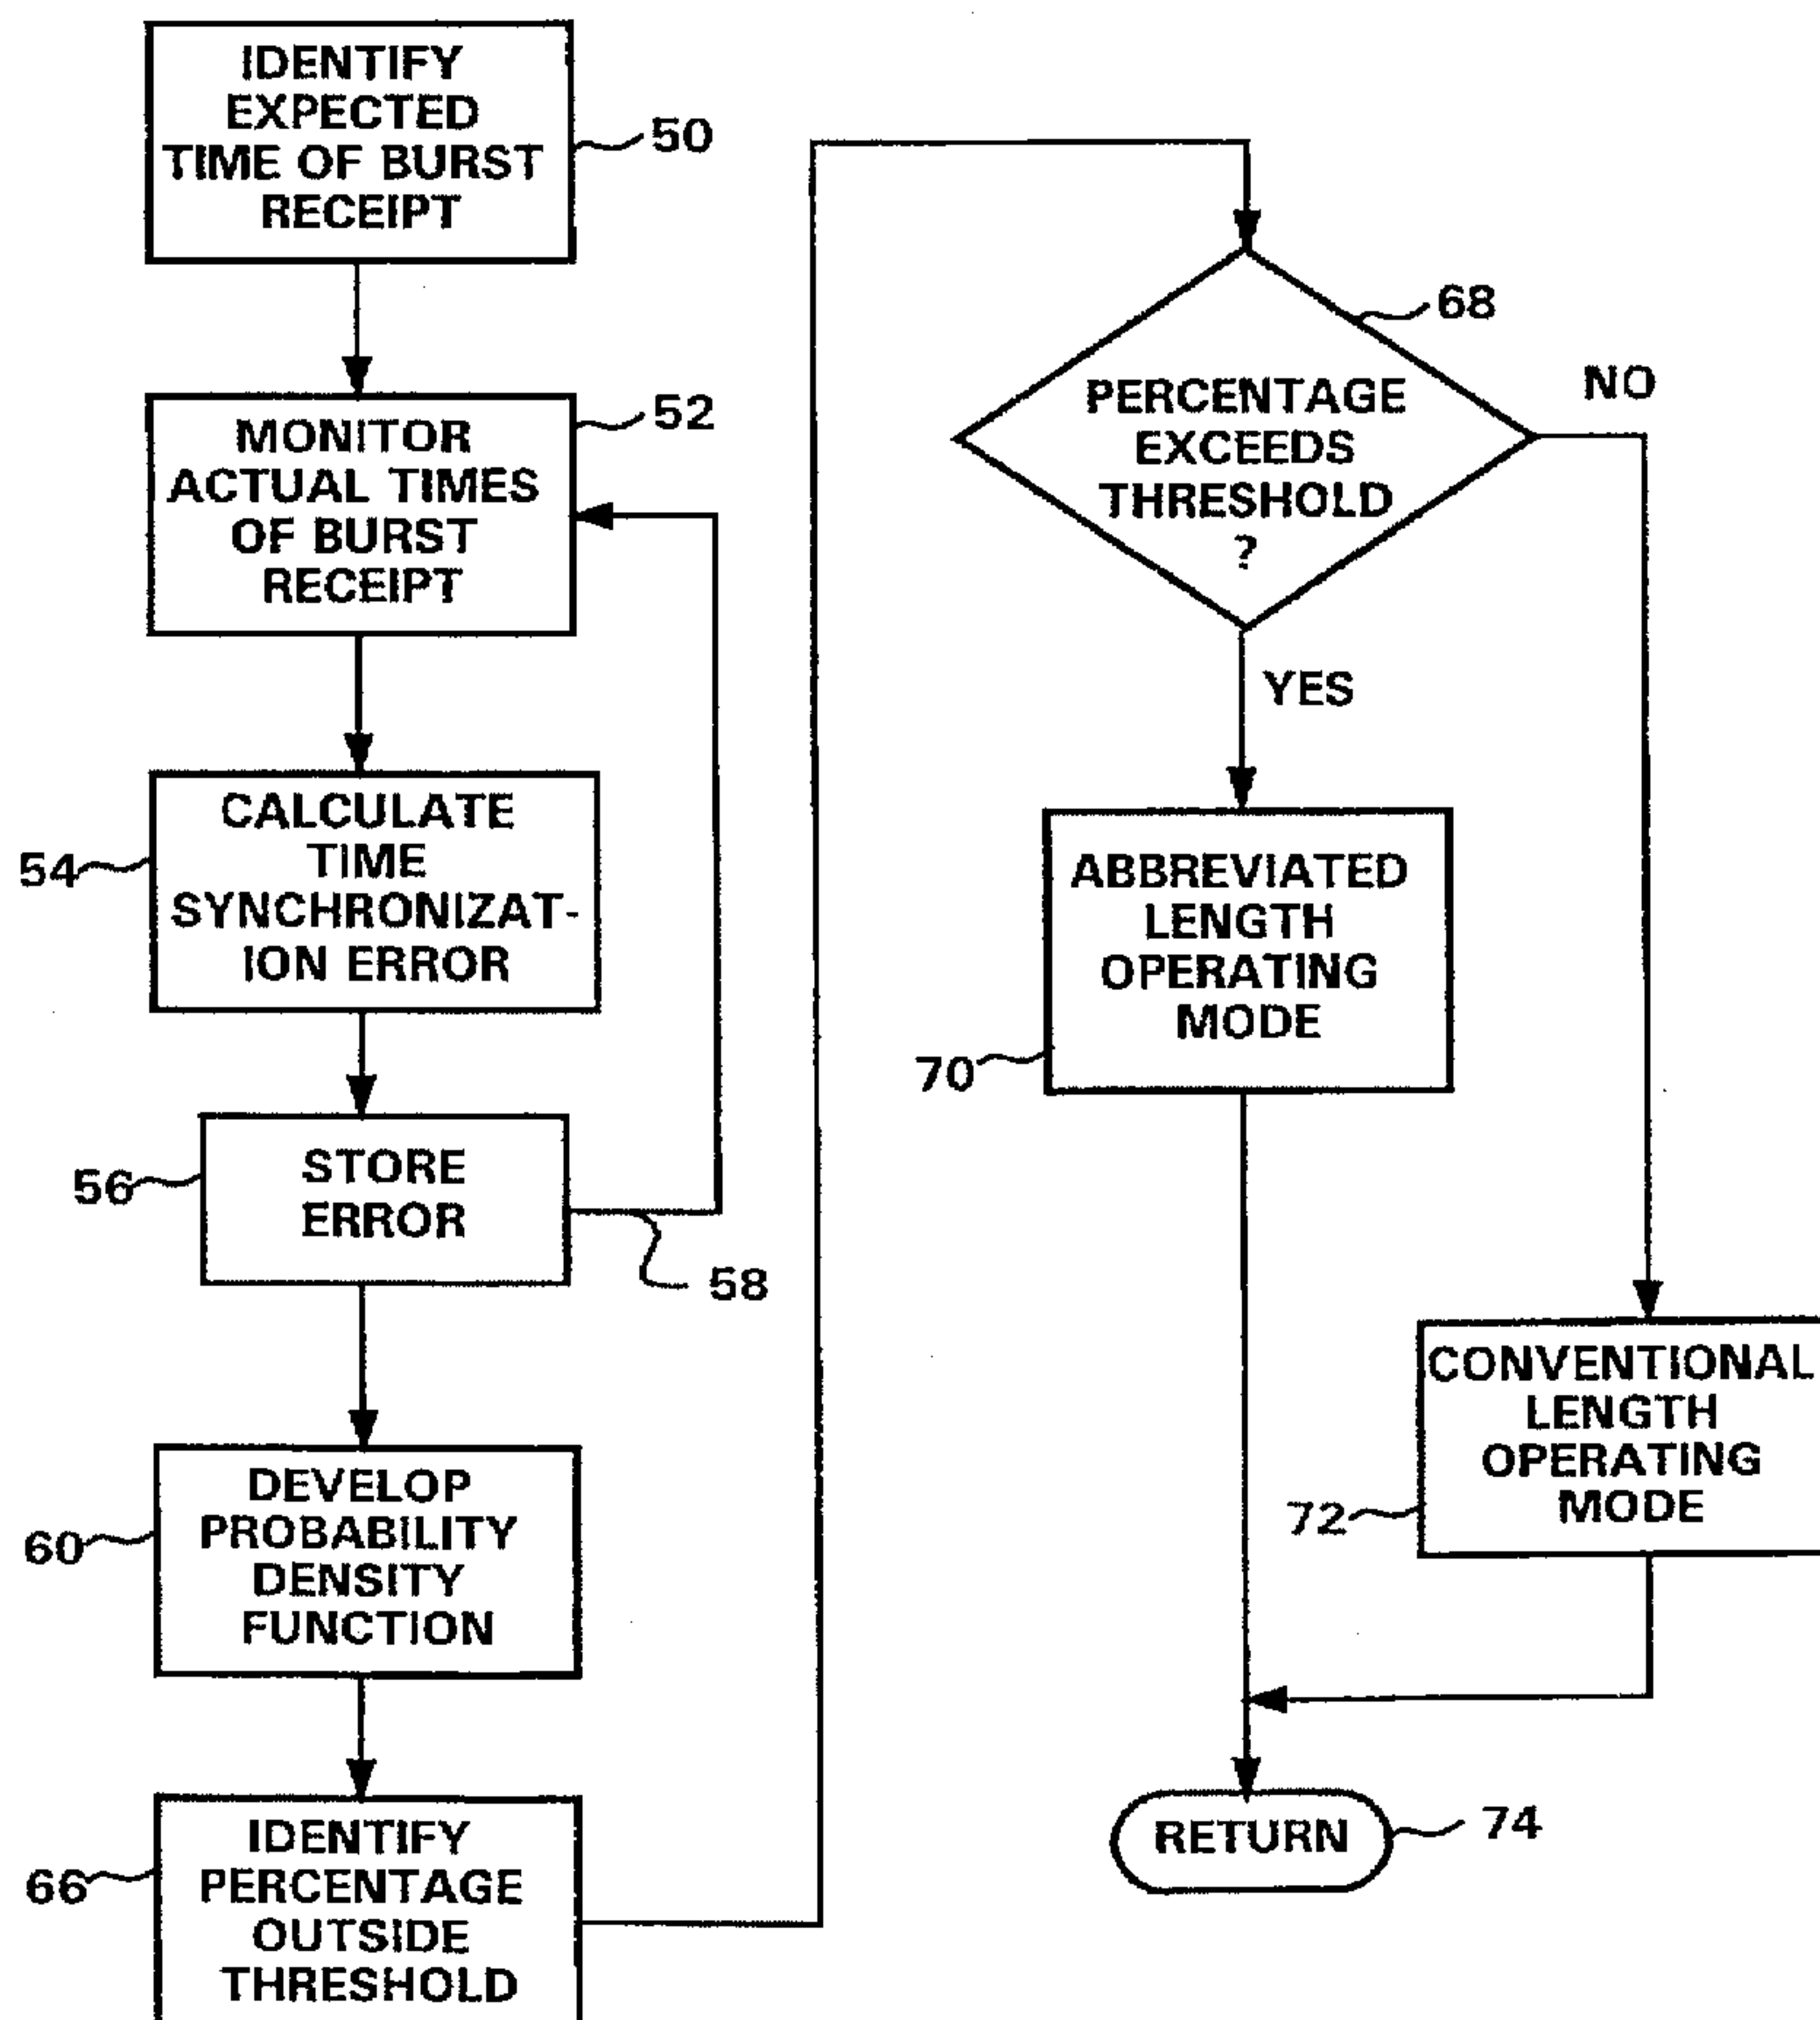 IDENTIFY
EXPECTED
TIME OF BURST
RECEIPT
50
MONITOR
ACTUAL TIMES
OF BURST
RECEIPT
52
CALCULATE
TIME
SYNCHRONIZAT-
ION ERROR
54
STORE
ERROR
56
58
DEVELOP
PROBABILITY
DENSITY
FUNCTION
60
IDENTIFY
PERCENTAGE
OUTSIDE
THRESHOLD
66
PERCENTAGE
EXCEEDS
THRESHOLD
?
68
NO
YES
ABBREVIATED
LENGTH
OPERATING
MODE
70
CONVENTIONAL
LENGTH
OPERATING
MODE
72
RETURN
74